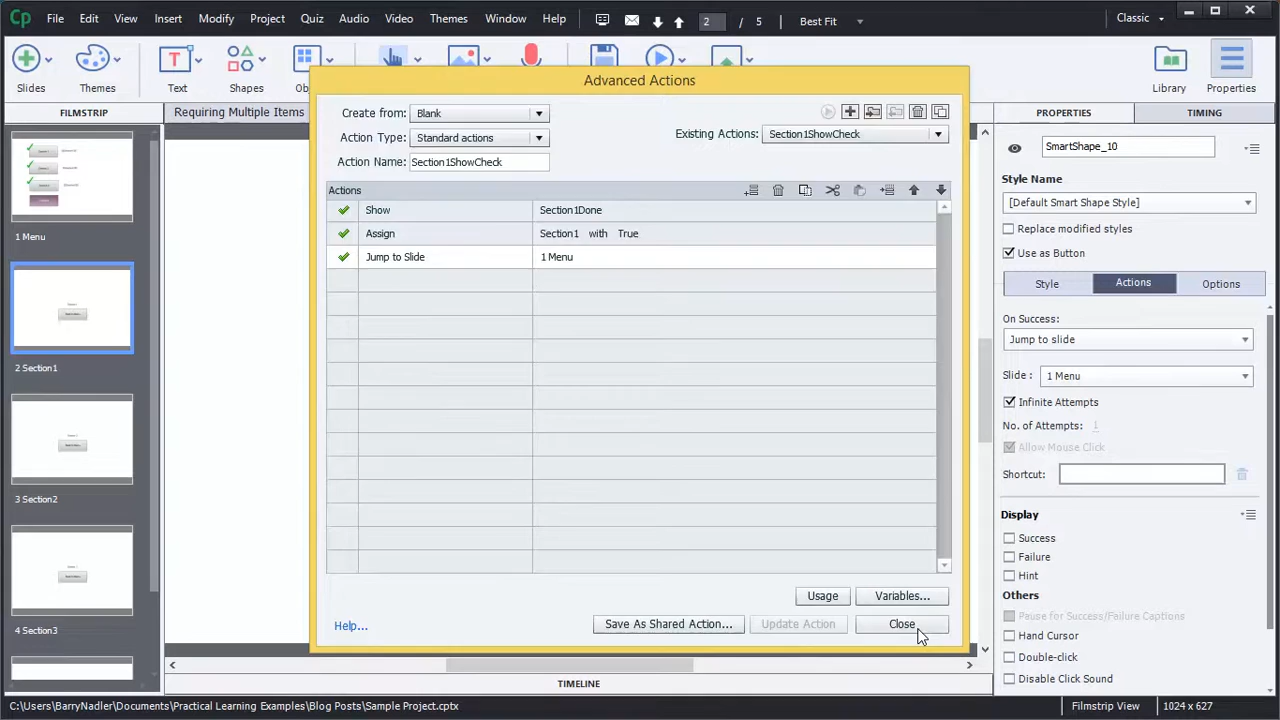 Cp File Edit View Insert Modify Project Quiz Audio Video Themes Window Help 2 / 5 Best Fit Classic
Slides Themes Text Shapes Library Properties
FILMSTRIP Requiring Multiple Items PROPERTIES TIMING
Advanced Actions
Create from: Blank
Action Type: Standard actions
Action Name: Section1ShowCheck
Existing Actions: Section1ShowCheck
Actions
Show Section1Done
Assign Section1 with True
Jump to Slide 1 Menu
Usage Variables...
Help... Save As Shared Action... Update Action Close
1 Menu
2 Section1
3 Section2
4 Section3
SmartShape_10
Style Name
[Default Smart Shape Style]
Replace modified styles
Use as Button
Style Actions Options
On Success:
Jump to slide
Slide : 1 Menu
Infinite Attempts
No. of Attempts: 1
Allow Mouse Click
Shortcut:
Display
Success
Failure
Hint
Others
Pause for Success/Failure Captions
Hand Cursor
Double-click
Disable Click Sound
TIMELINE
C:\Users\BarryNadler\Documents\Practical Learning Examples\Blog Posts\Sample Project.cptx Filmstrip View 1024 x 627